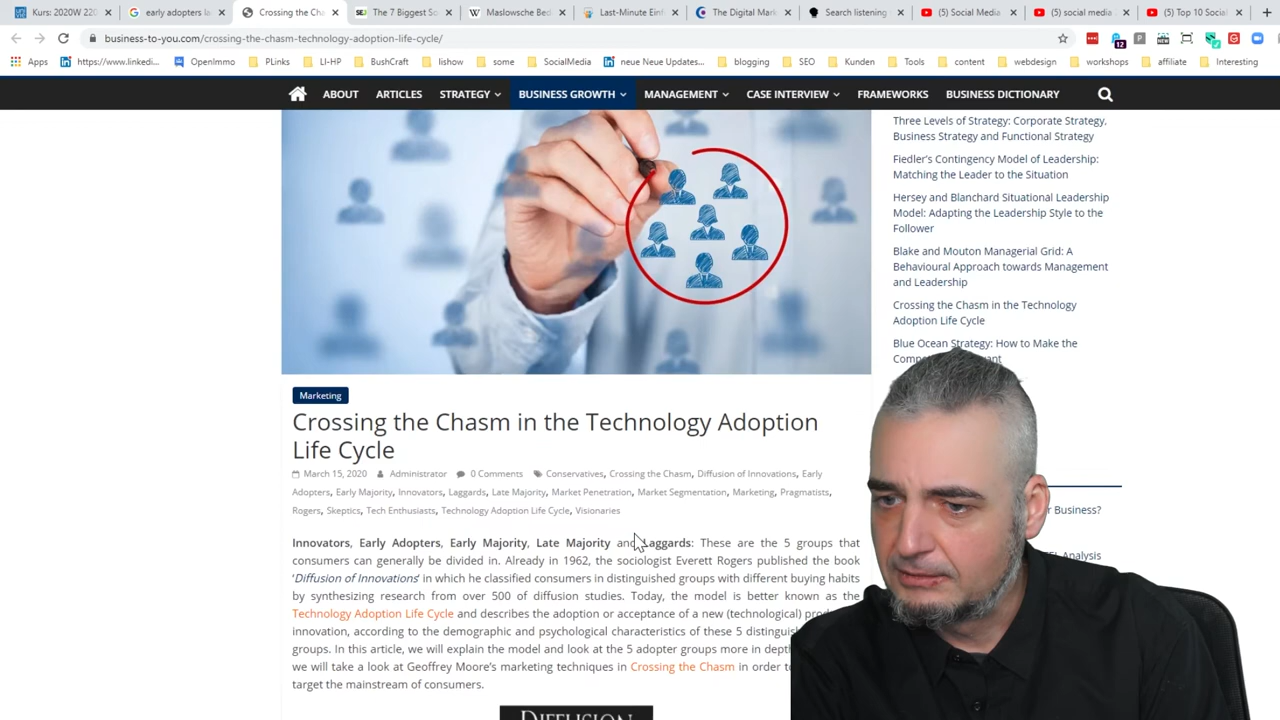 Kurs: 2020W 220
early adopters la
Crossing the Cha
The 7 Biggest So
Maslowsche Bed
Last-Minute Einf
The Digital Mark
Search listening
(5) Social Media
(5) social media
(5) Top 10 Social
business-to-you.com/crossing-the-chasm-technology-adoption-life-cycle/
12
Apps
https://www.linkedi...
OpenImmo
PLinks
LI-HP
BushCraft
lishow
some
SocialMedia
neue Neue Updates...
blogging
SEO
Kunden
Tools
content
webdesign
workshops
affiliate
Interesting
ABOUT
ARTICLES
STRATEGY
BUSINESS GROWTH
MANAGEMENT
CASE INTERVIEW
FRAMEWORKS
BUSINESS DICTIONARY
Marketing
Crossing the Chasm in the Technology Adoption
Life Cycle
March 15, 2020 Administrator 0 Comments Conservatives, Crossing the Chasm, Diffusion of Innovations, Early
Adopters, Early Majority, Innovators, Laggards, Late Majority, Market Penetration, Market Segmentation, Marketing, Pragmatists,
Rogers, Skeptics, Tech Enthusiasts, Technology Adoption Life Cycle, Visionaries
Innovators, Early Adopters, Early Majority, Late Majority and Laggards: These are the 5 groups that
consumers can generally be divided in. Already in 1962, the sociologist Everett Rogers published the book
'Diffusion of Innovations' in which he classified consumers in distinguished groups with different buying habits
by synthesizing research from over 500 of diffusion studies. Today, the model is better known as the
Technology Adoption Life Cycle and describes the adoption or acceptance of a new (technological)
innovation, according to the demographic and psychological characteristics of these 5
groups. In this article, we will explain the model and look at the 5 adopter groups more in
we will take a look at Geoffrey Moore's marketing techniques in Crossing the Chasm in order
target the mainstream of consumers.
DIFFUSION
Three Levels of Strategy: Corporate Strategy,
Business Strategy and Functional Strategy
Fiedler's Contingency Model of Leadership:
Matching the Leader to the Situation
Hersey and Blanchard Situational Leadership
Model: Adapting the Leadership Style to the
Follower
Blake and Mouton Managerial Grid: A
Behavioural Approach towards Management
and Leadership
Crossing the Chasm in the Technology
Adoption Life Cycle
Blue Ocean Strategy: How to Make the
Business?
Analysis